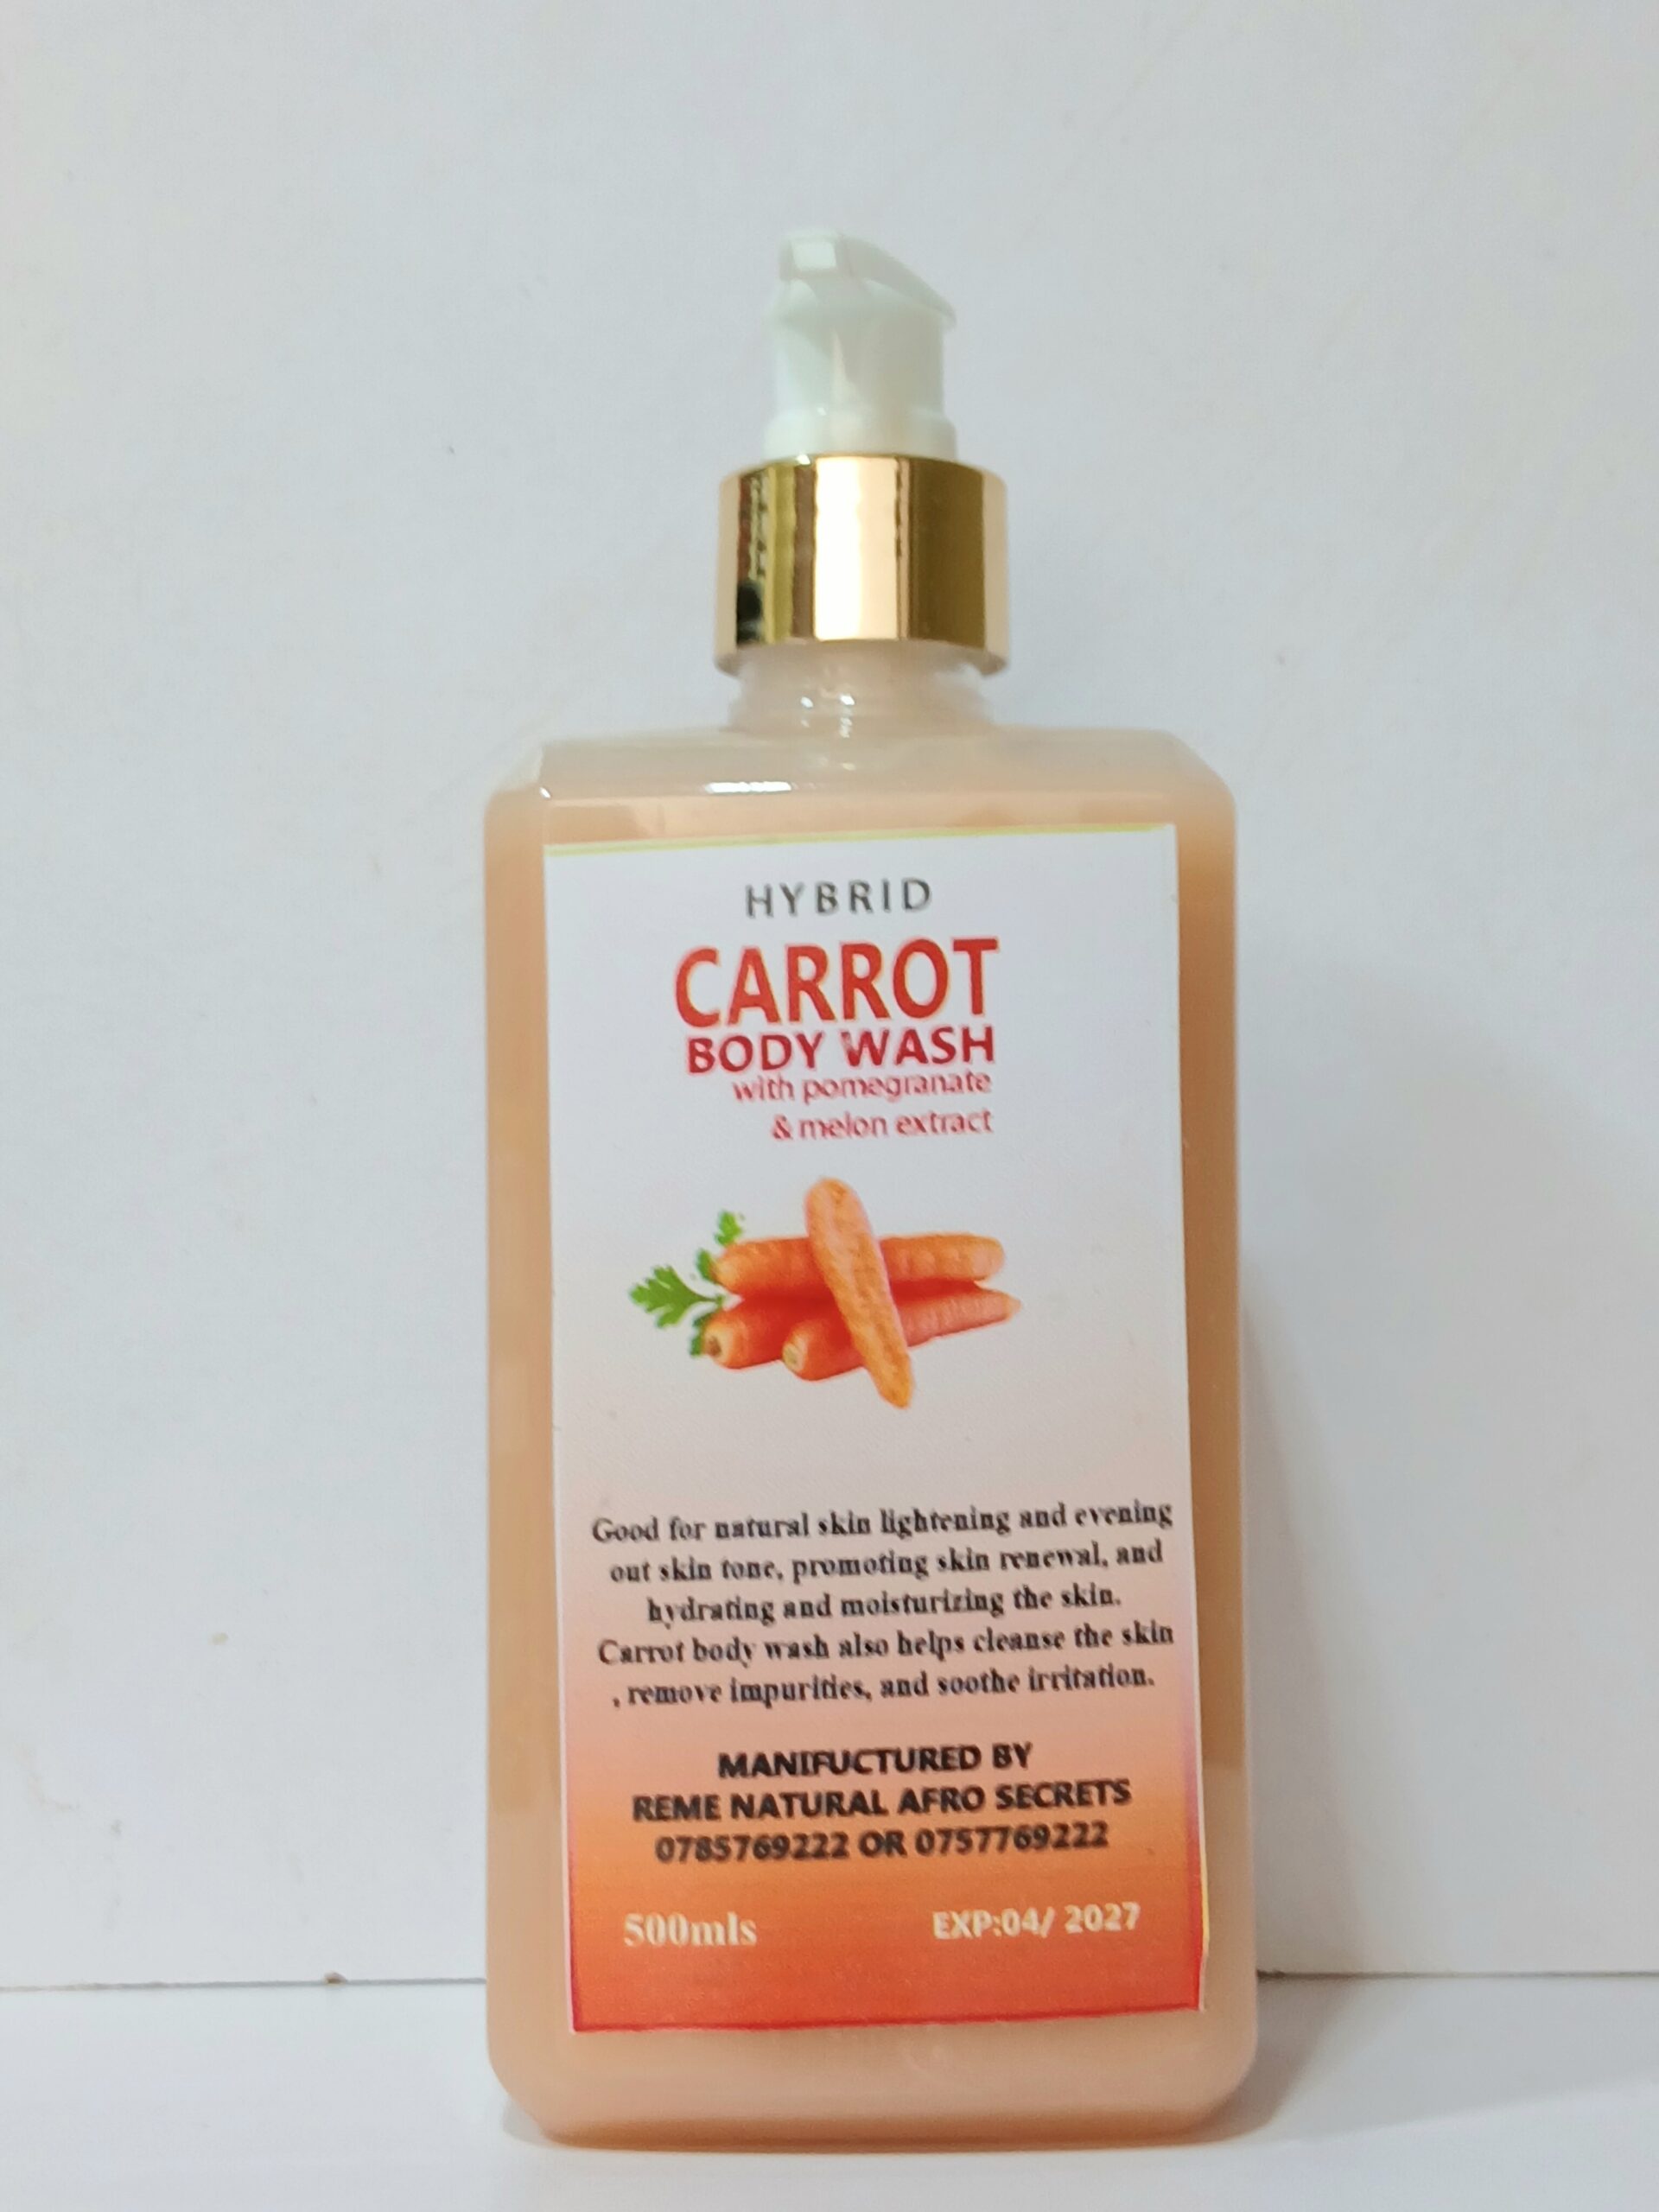 HYBRID
CARROT
BODY WASH
with pomegranate
& melon extract
Good for natural skin lightening and evening
out skin tone, promoting skin renewal, and
hydrating and moisturizing the skin.
Carrot body wash also helps cleanse the skin
, remove impurities, and soothe irritation.
MANIFUCTURED BY
REME NATURAL AFRO SECRETS
0785769222 OR 0757769222
500mls
EXP:04/ 2027